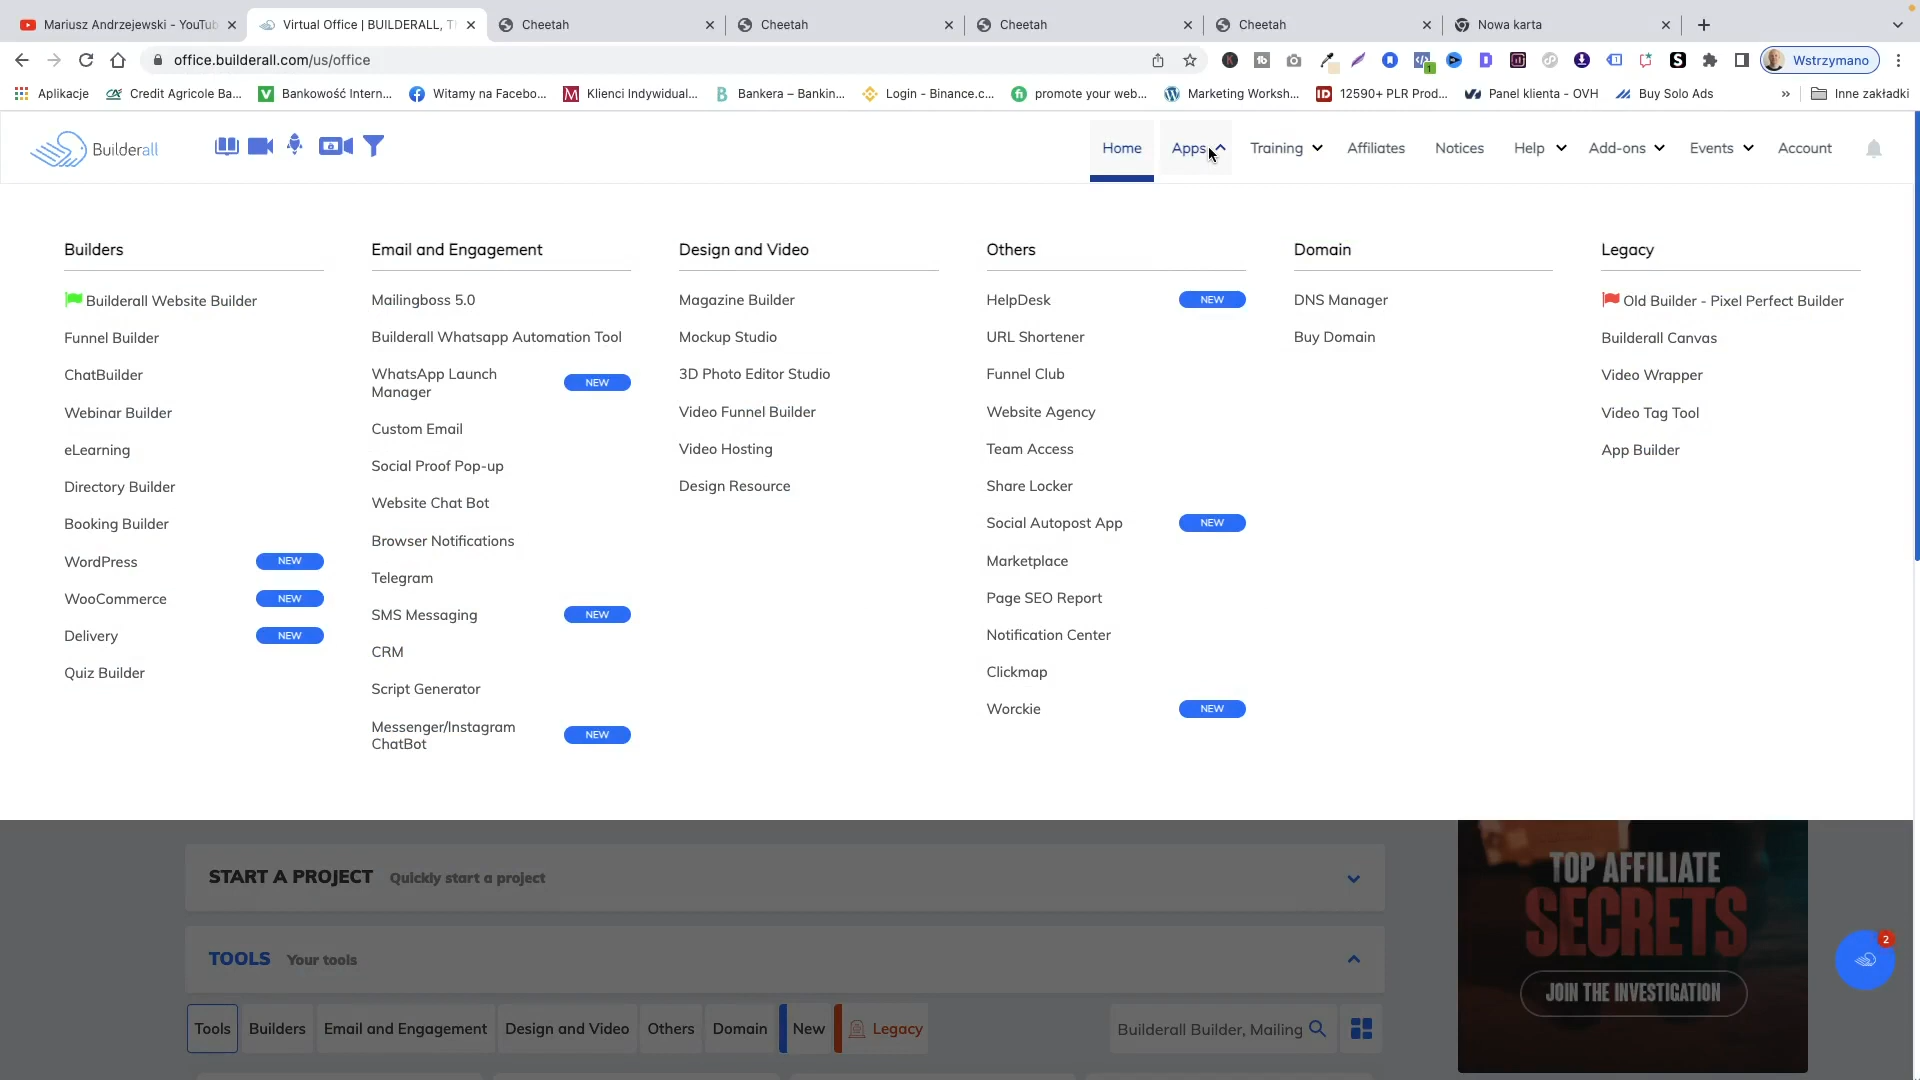 Mariusz Andrzejewski - YouTub
Virtual Office | BUILDERALL, T
Cheetah
Cheetah
Cheetah
Cheetah
Nowa karta
office.builderall.com/us/office
Wstrzymano
Aplikacje
Credit Agricole Ba...
Bankowość Intern...
Witamy na Facebo...
Klienci Indywidual...
Bankera – Bankin...
Login - Binance.c...
promote your web...
Marketing Worksh...
12590+ PLR Prod...
Panel klienta - OVH
Buy Solo Ads
»
Inne zakładki
Builderall
Home
Apps
Training
Affiliates
Notices
Help
Add-ons
Events
Account
Builders
Builderall Website Builder
Funnel Builder
ChatBuilder
Webinar Builder
eLearning
Directory Builder
Booking Builder
WordPress NEW
WooCommerce NEW
Delivery NEW
Quiz Builder
Email and Engagement
Mailingboss 5.0
Builderall Whatsapp Automation Tool
WhatsApp Launch
Manager NEW
Custom Email
Social Proof Pop-up
Website Chat Bot
Browser Notifications
Telegram
SMS Messaging NEW
CRM
Script Generator
Messenger/Instagram
ChatBot NEW
Design and Video
Magazine Builder
Mockup Studio
3D Photo Editor Studio
Video Funnel Builder
Video Hosting
Design Resource
Others
HelpDesk NEW
URL Shortener
Funnel Club
Website Agency
Team Access
Share Locker
Social Autopost App NEW
Marketplace
Page SEO Report
Notification Center
Clickmap
Worckie NEW
Domain
DNS Manager
Buy Domain
Legacy
Old Builder - Pixel Perfect Builder
Builderall Canvas
Video Wrapper
Video Tag Tool
App Builder
START A PROJECT Quickly start a project
TOOLS Your tools
Tools
Builders
Email and Engagement
Design and Video
Others
Domain
New
Legacy
Builderall Builder, Mailing
TOP AFFILIATE
SECRETS
JOIN THE INVESTIGATION
2